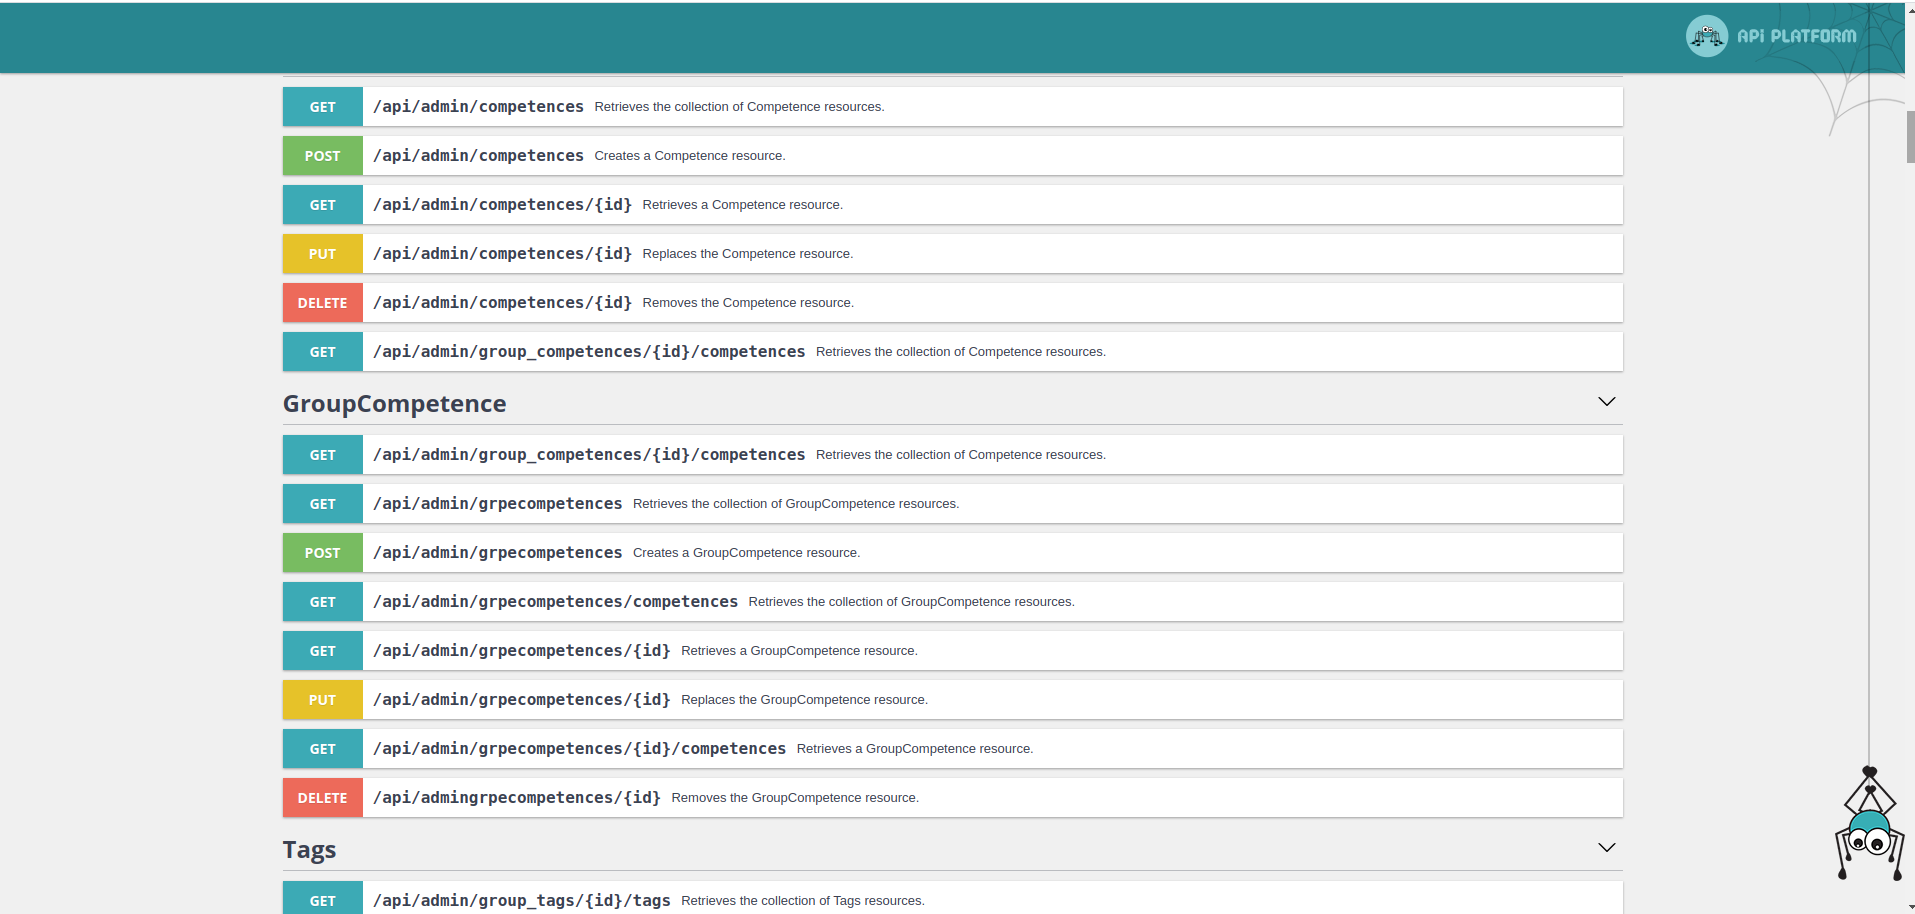 API PLATFORM
GET /api/admin/competences Retrieves the collection of Competence resources.
POST /api/admin/competences Creates a Competence resource.
GET /api/admin/competences/{id} Retrieves a Competence resource.
PUT /api/admin/competences/{id} Replaces the Competence resource.
DELETE /api/admin/competences/{id} Removes the Competence resource.
GET /api/admin/group_competences/{id}/competences Retrieves the collection of Competence resources.
GroupCompetence
GET /api/admin/group_competences/{id}/competences Retrieves the collection of Competence resources.
GET /api/admin/grpecompetences Retrieves the collection of GroupCompetence resources.
POST /api/admin/grpecompetences Creates a GroupCompetence resource.
GET /api/admin/grpecompetences/competences Retrieves the collection of GroupCompetence resources.
GET /api/admin/grpecompetences/{id} Retrieves a GroupCompetence resource.
PUT /api/admin/grpecompetences/{id} Replaces the GroupCompetence resource.
GET /api/admin/grpecompetences/{id}/competences Retrieves a GroupCompetence resource.
DELETE /api/admingrpecompetences/{id} Removes the GroupCompetence resource.
Tags
GET /api/admin/group_tags/{id}/tags Retrieves the collection of Tags resources.